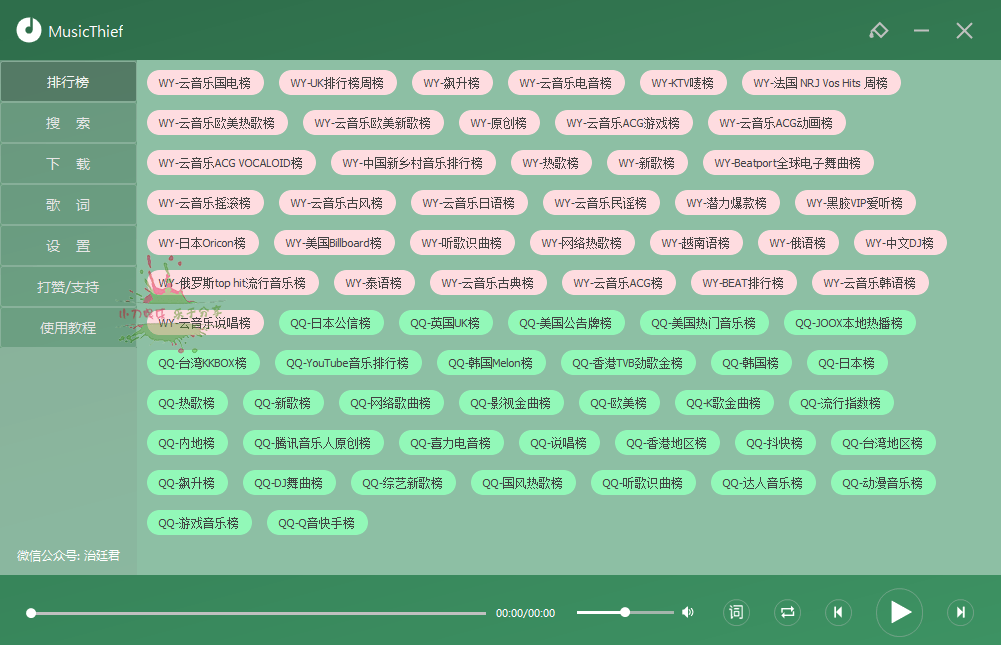 MusicThief
排行榜
WY-云音乐国电榜 WY-UK排行榜周榜 WY-飙升榜 WY-云音乐电音榜 WY-KTV唛榜 WY-法国 NRJ Vos Hits 周榜
搜 索
WY-云音乐欧美热歌榜 WY-云音乐欧美新歌榜 WY-原创榜 WY-云音乐ACG游戏榜 WY-云音乐ACG动画榜
下 载
WY-云音乐ACG VOCALOID榜 WY-中国新乡村音乐排行榜 WY-热歌榜 WY-新歌榜 WY-Beatport全球电子舞曲榜
歌 词
WY-云音乐摇滚榜 WY-云音乐古风榜 WY-云音乐日语榜 WY-云音乐民谣榜 WY-潜力爆款榜 WY-黑胶VIP爱听榜
设 置
WY-日本Oricon榜 WY-美国Billboard榜 WY-听歌识曲榜 WY-网络热歌榜 WY-越南语榜 WY-俄语榜 WY-中文DJ榜
打赞/支持
WY-俄罗斯top hit流行音乐榜 WY-泰语榜 WY-云音乐古典榜 WY-云音乐ACG榜 WY-BEAT排行榜 WY-云音乐韩语榜
小刀娱乐 乐于分享
使用教程
WY-云音乐说唱榜 QQ-日本公信榜 QQ-英国UK榜 QQ-美国公告牌榜 QQ-美国热门音乐榜 QQ-JOOX本地热播榜
QQ-台湾KKBOX榜 QQ-YouTube音乐排行榜 QQ-韩国Melon榜 QQ-香港TVB劲歌金榜 QQ-韩国榜 QQ-日本榜
QQ-热歌榜 QQ-新歌榜 QQ-网络歌曲榜 QQ-影视金曲榜 QQ-欧美榜 QQ-K歌金曲榜 QQ-流行指数榜
QQ-内地榜 QQ-腾讯音乐人原创榜 QQ-喜力电音榜 QQ-说唱榜 QQ-香港地区榜 QQ-抖快榜 QQ-台湾地区榜
QQ-飙升榜 QQ-DJ舞曲榜 QQ-综艺新歌榜 QQ-国风热歌榜 QQ-听歌识曲榜 QQ-达人音乐榜 QQ-动漫音乐榜
QQ-游戏音乐榜 QQ-Q音快手榜
微信公众号: 治廷君
00:00/00:00 词